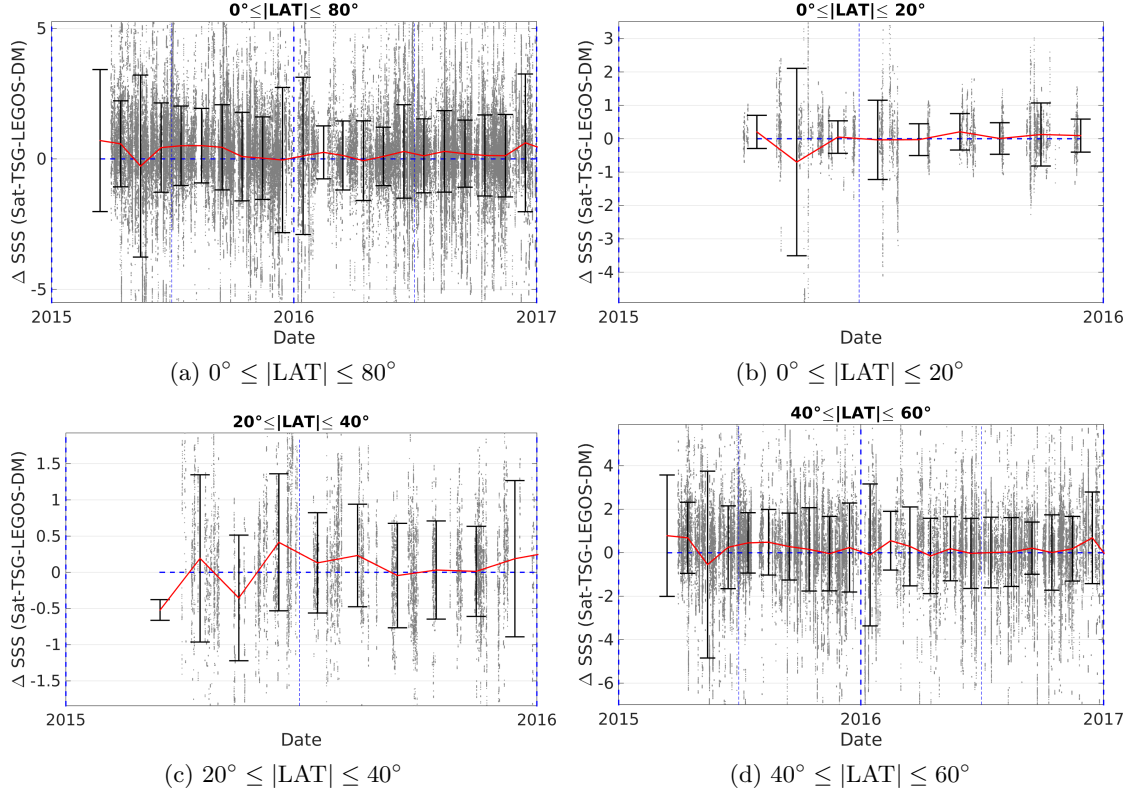 0°≤|LAT|≤ 80°
Δ SSS (Sat-TSG-LEGOS-DM)
5
0
-5
2015
2016
2017
Date
(a) 0° ≤ |LAT| ≤ 80°
0°≤|LAT|≤ 20°
Δ SSS (Sat-TSG-LEGOS-DM)
3
2
1
0
-1
-2
-3
-4
2015
2016
Date
(b) 0° ≤ |LAT| ≤ 20°
20°≤|LAT|≤ 40°
Δ SSS (Sat-TSG-LEGOS-DM)
1.5
1
0.5
0
-0.5
-1
-1.5
2015
2016
Date
(c) 20° ≤ |LAT| ≤ 40°
40°≤|LAT|≤ 60°
Δ SSS (Sat-TSG-LEGOS-DM)
4
2
0
-2
-4
-6
2015
2016
2017
Date
(d) 40° ≤ |LAT| ≤ 60°